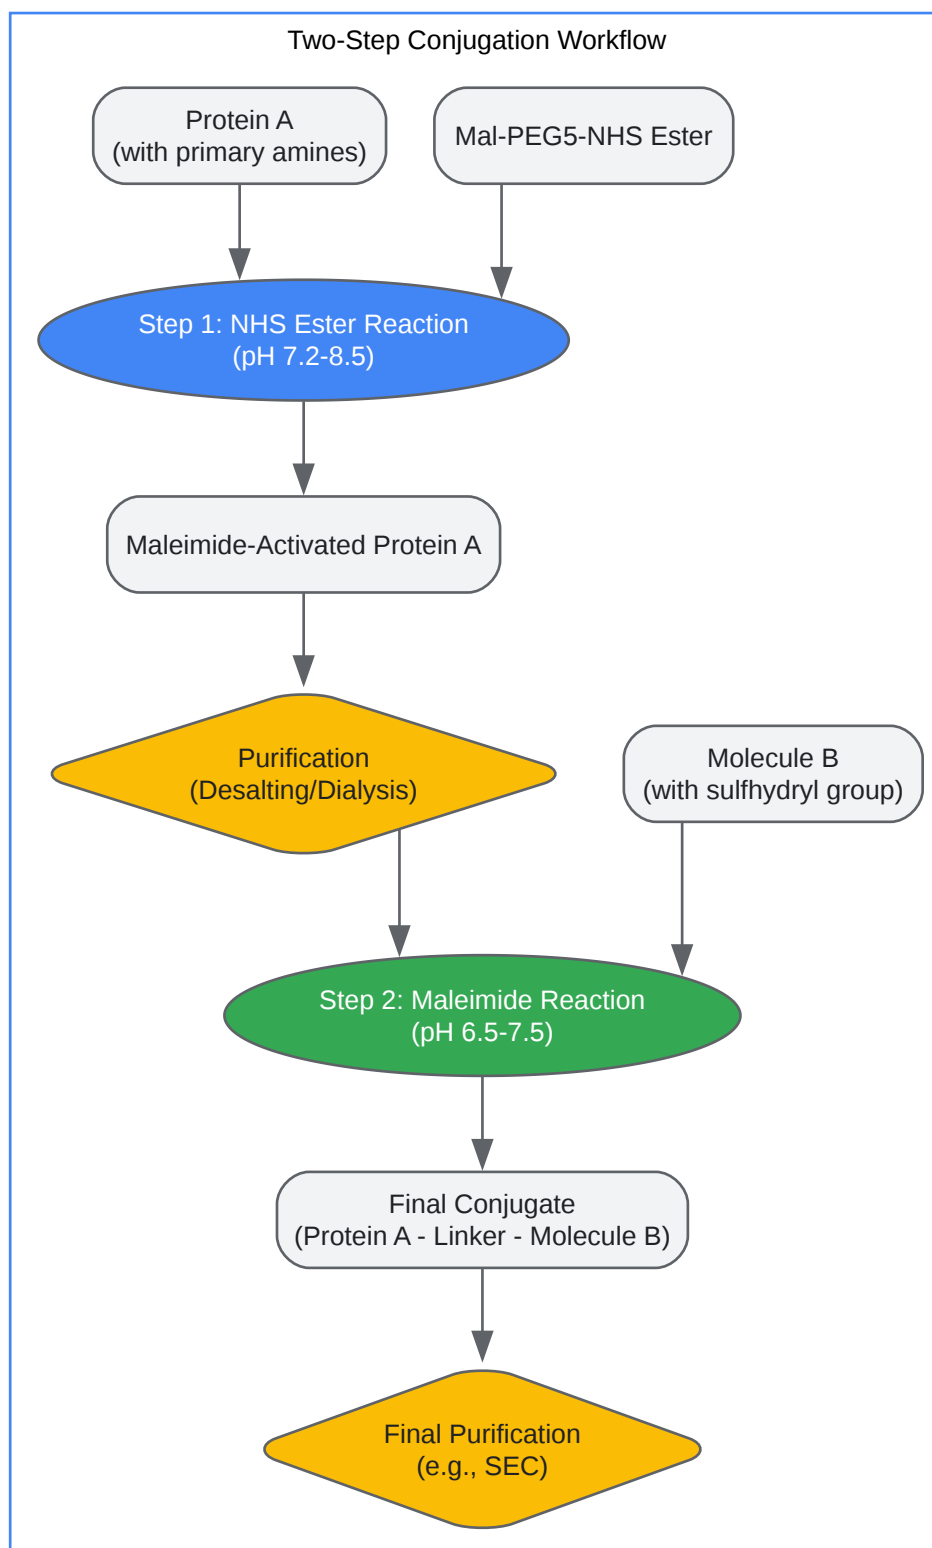 Two-Step Conjugation Workflow
Protein A
(with primary amines)
Mal-PEG5-NHS Ester
Step 1: NHS Ester Reaction
(pH 7.2-8.5)
Maleimide-Activated Protein A
Purification
(Desalting/Dialysis)
Molecule B
(with sulfhydryl group)
Step 2: Maleimide Reaction
(pH 6.5-7.5)
Final Conjugate
(Protein A - Linker - Molecule B)
Final Purification
(e.g., SEC)